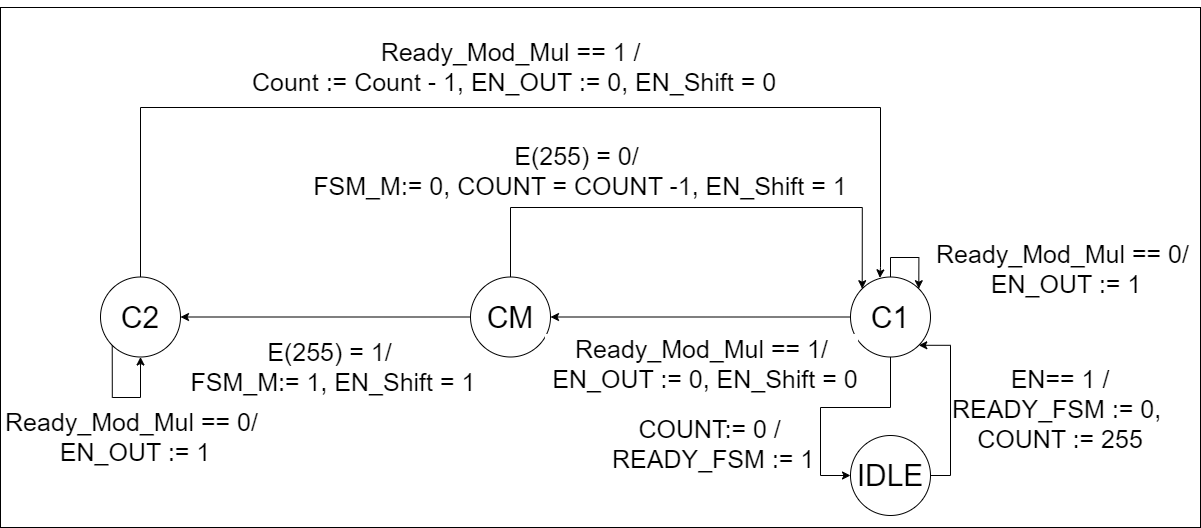 Ready_Mod_Mul == 1 /
Count := Count - 1, EN_OUT := 0, EN_Shift = 0
E(255) = 0/
FSM_M:= 0, COUNT = COUNT -1, EN_Shift = 1
Ready_Mod_Mul == 0/
EN_OUT := 1
C2
CM
C1
E(255) = 1/
FSM_M:= 1, EN_Shift = 1
Ready_Mod_Mul == 1/
EN_OUT := 0, EN_Shift = 0
EN== 1 /
READY_FSM := 0,
COUNT := 255
Ready_Mod_Mul == 0/
EN_OUT := 1
COUNT:= 0 /
READY_FSM := 1
IDLE